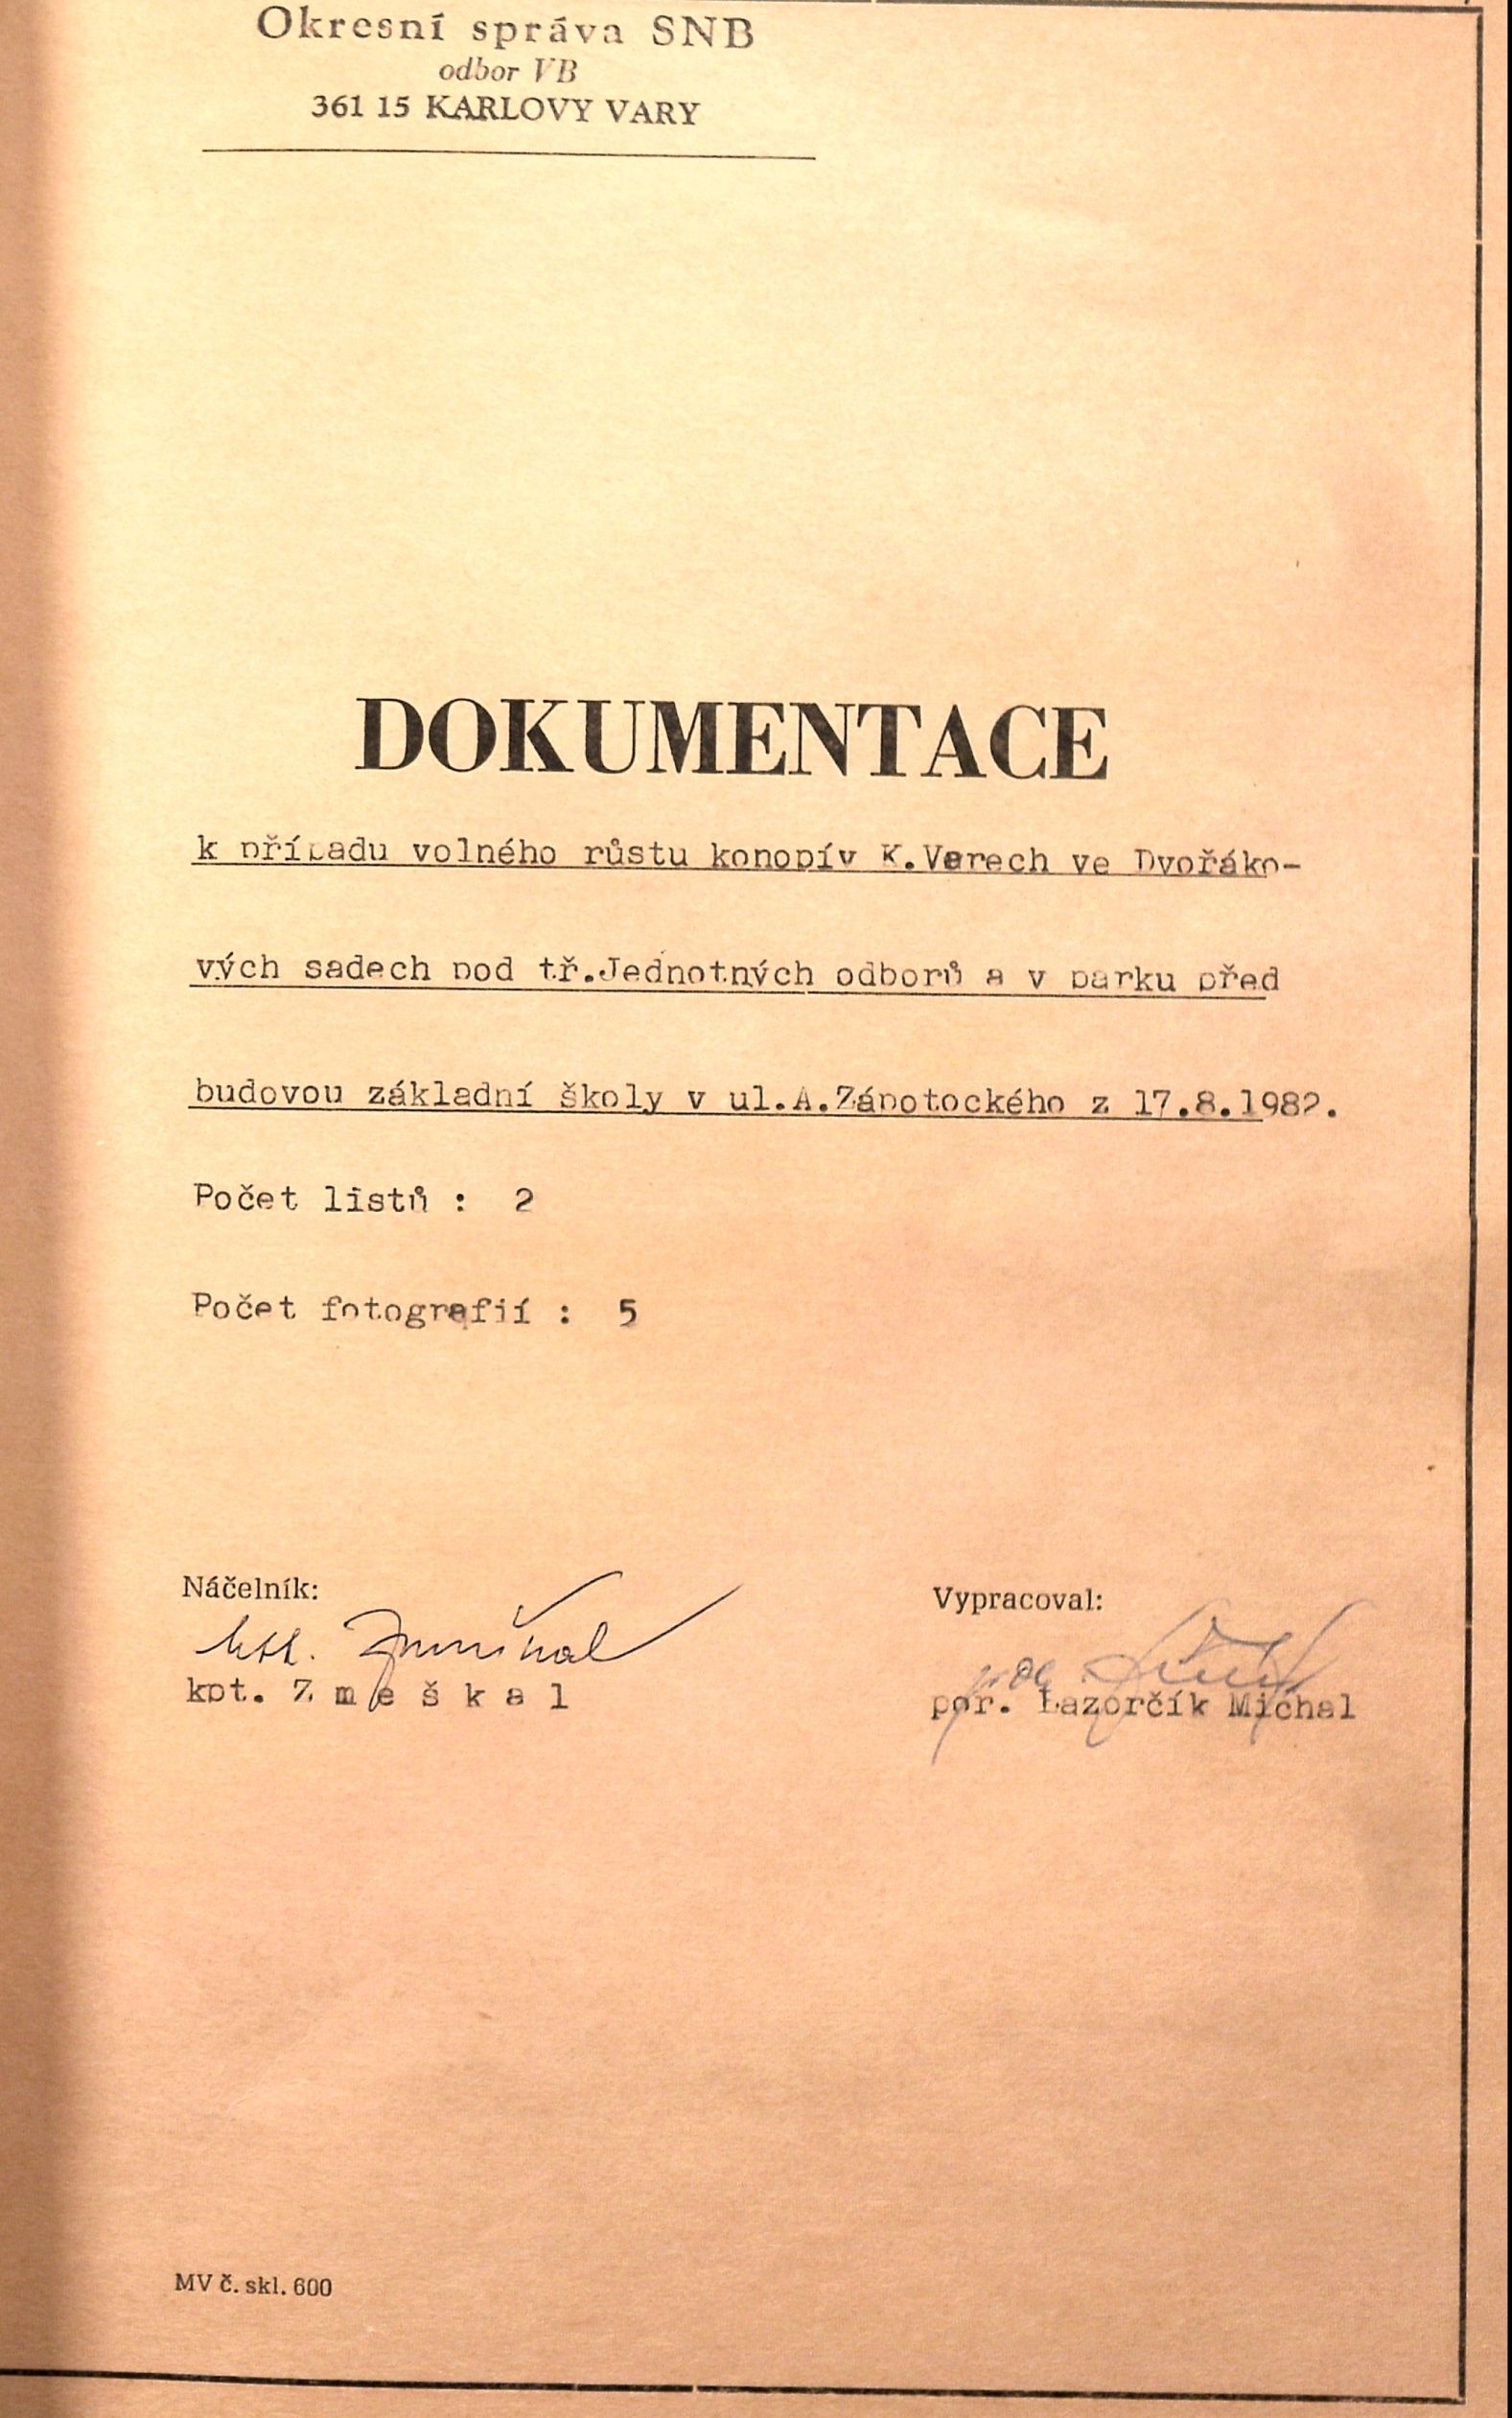 Okresní správa SNB
odbor VB
361 15 KARLOVY VARY
DOKUMENTACE
k případu volného růstu konopív K.Varech ve Dvořáko-
vých sadech pod tř.Jednotných odborů a v parku před
budovou základní školy v ul.A.Zápotockého z 17.8.1982.
Počet listů : 2
Počet fotografií : 5
Náčelník: Vypracoval:
kpt. Z m e š k a l por. Lazorčík Michal
MV č. skl. 600